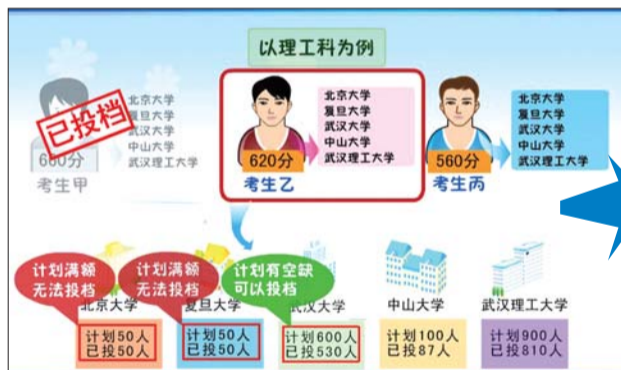 以理工科为例
已投档
考生甲
北京大学
复旦大学
武汉大学
中山大学
武汉理工大学
620分
考生乙
北京大学
复旦大学
武汉大学
中山大学
武汉理工大学
560分
考生丙
北京大学
复旦大学
武汉大学
中山大学
武汉理工大学
计划满额
无法投档
计划满额
无法投档
计划有空缺
可以投档
北京大学
复旦大学
武汉大学
中山大学
武汉理工大学
计划50人
已投50人
计划50人
已投50人
计划600人
已投530人
计划100人
已投87人
计划900人
已投810人